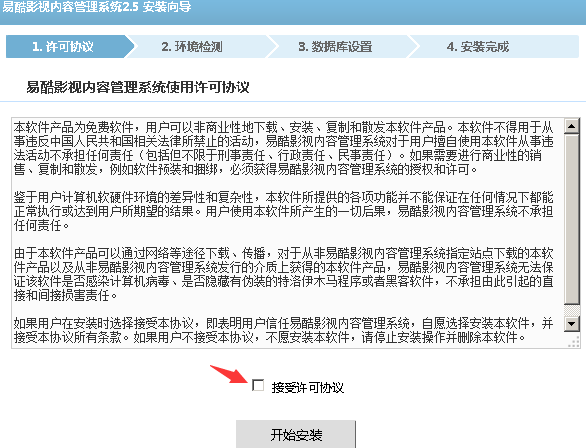 易酷影视内容管理系统2.5 安装向导
1. 许可协议
2. 环境检测
3. 数据库设置
4. 安装完成
易酷影视内容管理系统使用许可协议
本软件产品为免费软件，用户可以非商业性地下载、安装、复制和散发本软件产品。本软件不得用于从
事违反中国人民共和国相关法律所禁止的活动，易酷影视内容管理系统对于用户擅自使用本软件从事违
法活动不承担任何责任（包括但不限于刑事责任、行政责任、民事责任）。如果需要进行商业性的销
售、复制和散发，例如软件预装和捆绑，必须获得易酷影视内容管理系统的授权和许可。
鉴于用户计算机软硬件环境的差异性和复杂性，本软件所提供的各项功能并不能保证在任何情况下都能
正常执行或达到用户所期望的结果。用户使用本软件所产生的一切后果，易酷影视内容管理系统不承担
任何责任。
由于本软件产品可以通过网络等途径下载、传播，对于从非易酷影视内容管理系统指定站点下载的本软
件产品以及从非易酷影视内容管理系统发行的介质上获得的本软件产品，易酷影视内容管理系统无法保
证该软件是否感染计算机病毒、是否隐藏有伪装的特洛伊木马程序或者黑客软件，不承担由此引起的直
接和间接损害责任。
如果用户在安装时选择接受本协议，即表明用户信任易酷影视内容管理系统，自愿选择安装本软件，并
接受本协议所有条款。如果用户不接受本协议，不愿安装本软件，请停止安装操作并删除本软件。
接受许可协议
开始安装